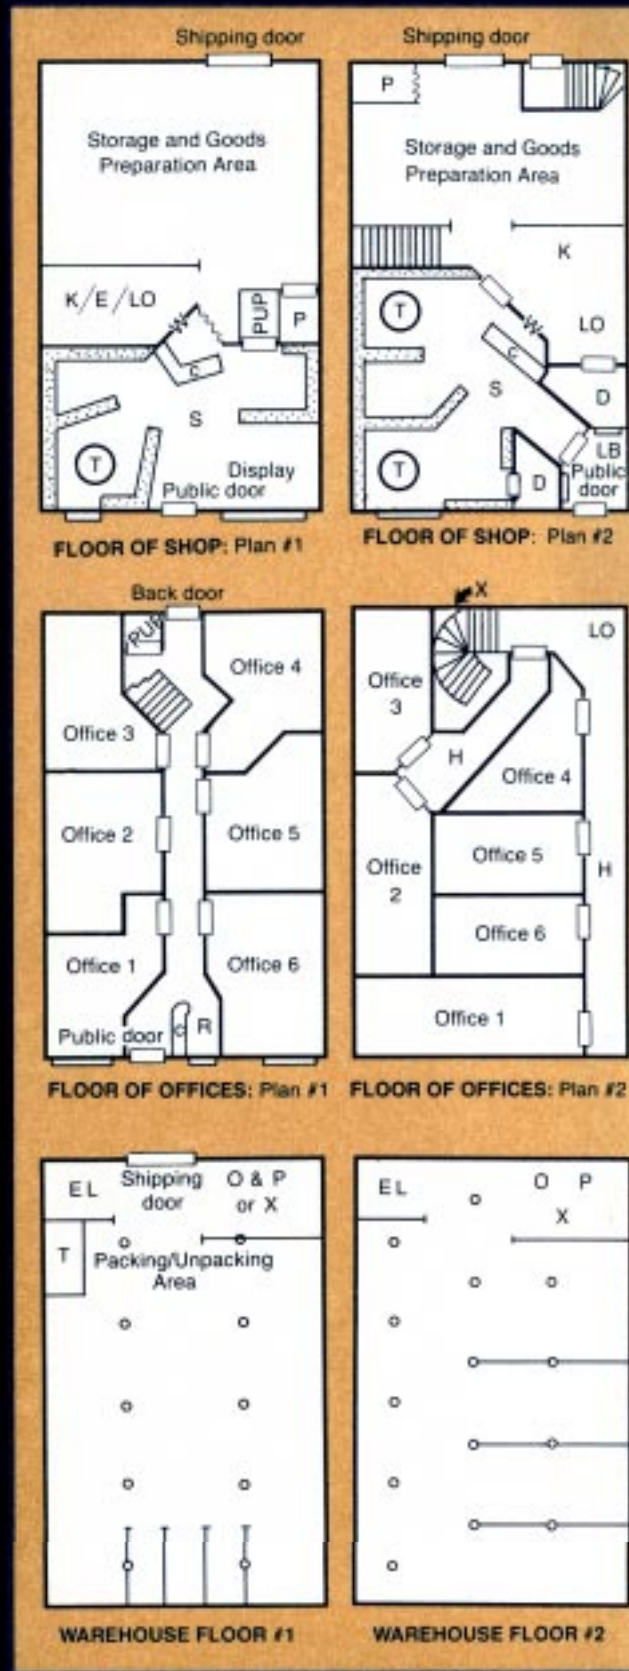 Shipping door
Storage and Goods
Preparation Area
K/E/LO
W
PUP
P
C
S
T
Display
Public door
FLOOR OF SHOP: Plan #1
Shipping door
P
Storage and Goods
Preparation Area
K
T
W
LO
C
S
D
T
LB
D
Public
door
FLOOR OF SHOP: Plan #2
Back door
PUP
Office 4
Office 3
Office 2
Office 5
Office 1
Office 6
Public door
C
R
FLOOR OF OFFICES: Plan #1
X
LO
Office
3
H
Office 4
Office
2
Office 5
H
Office 6
Office 1
FLOOR OF OFFICES: Plan #2
EL
Shipping
door
O & P
or X
T
Packing/Unpacking
Area
WAREHOUSE FLOOR #1
EL
O P
X
WAREHOUSE FLOOR #2